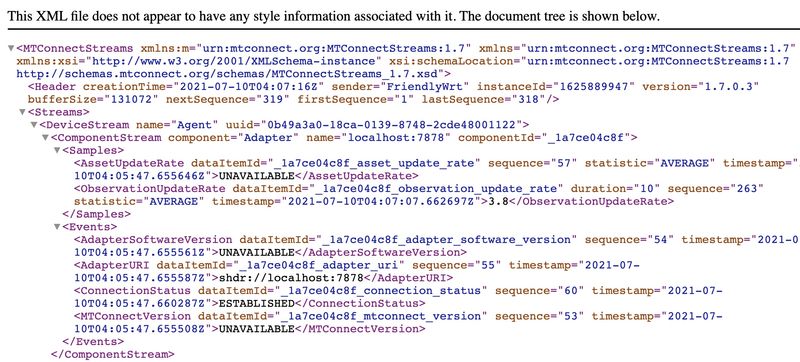 This XML file does not appear to have any style information associated with it. The document tree is shown below.
▼<MTConnectStreams xmlns:m="urn:mtconnect.org:MTConnectStreams:1.7" xmlns="urn:mtconnect.org:MTConnectStreams:1.7"
xmlns:xsi="http://www.w3.org/2001/XMLSchema-instance" xsi:schemaLocation="urn:mtconnect.org:MTConnectStreams:1.7
http://schemas.mtconnect.org/schemas/MTConnectStreams_1.7.xsd">
<Header creationTime="2021-07-10T04:07:16Z" sender="FriendlyWrt" instanceId="1625889947" version="1.7.0.3"
bufferSize="131072" nextSequence="319" firstSequence="1" lastSequence="318"/>
▼<Streams>
▼<DeviceStream name="Agent" uuid="0b49a3a0-18ca-0139-8748-2cde48001122">
▼<ComponentStream component="Adapter" name="localhost:7878" componentId="_1a7ce04c8f">
▼<Samples>
<AssetUpdateRate dataItemId="_1a7ce04c8f_asset_update_rate" sequence="57" statistic="AVERAGE" timestamp="
10T04:05:47.655646Z">UNAVAILABLE</AssetUpdateRate>
<ObservationUpdateRate dataItemId="_1a7ce04c8f_observation_update_rate" duration="10" sequence="263"
statistic="AVERAGE" timestamp="2021-07-10T04:07:07.662697Z">3.8</ObservationUpdateRate>
</Samples>
▼<Events>
<AdapterSoftwareVersion dataItemId="_1a7ce04c8f_adapter_software_version" sequence="54" timestamp="2021-0
10T04:05:47.655561Z">UNAVAILABLE</AdapterSoftwareVersion>
<AdapterURI dataItemId="_1a7ce04c8f_adapter_uri" sequence="55" timestamp="2021-07-
10T04:05:47.655587Z">shdr://localhost:7878</AdapterURI>
<ConnectionStatus dataItemId="_1a7ce04c8f_connection_status" sequence="60" timestamp="2021-07-
10T04:05:47.660287Z">ESTABLISHED</ConnectionStatus>
<MTConnectVersion dataItemId="_1a7ce04c8f_mtconnect_version" sequence="53" timestamp="2021-07-
10T04:05:47.655508Z">UNAVAILABLE</MTConnectVersion>
</Events>
</ComponentStream>